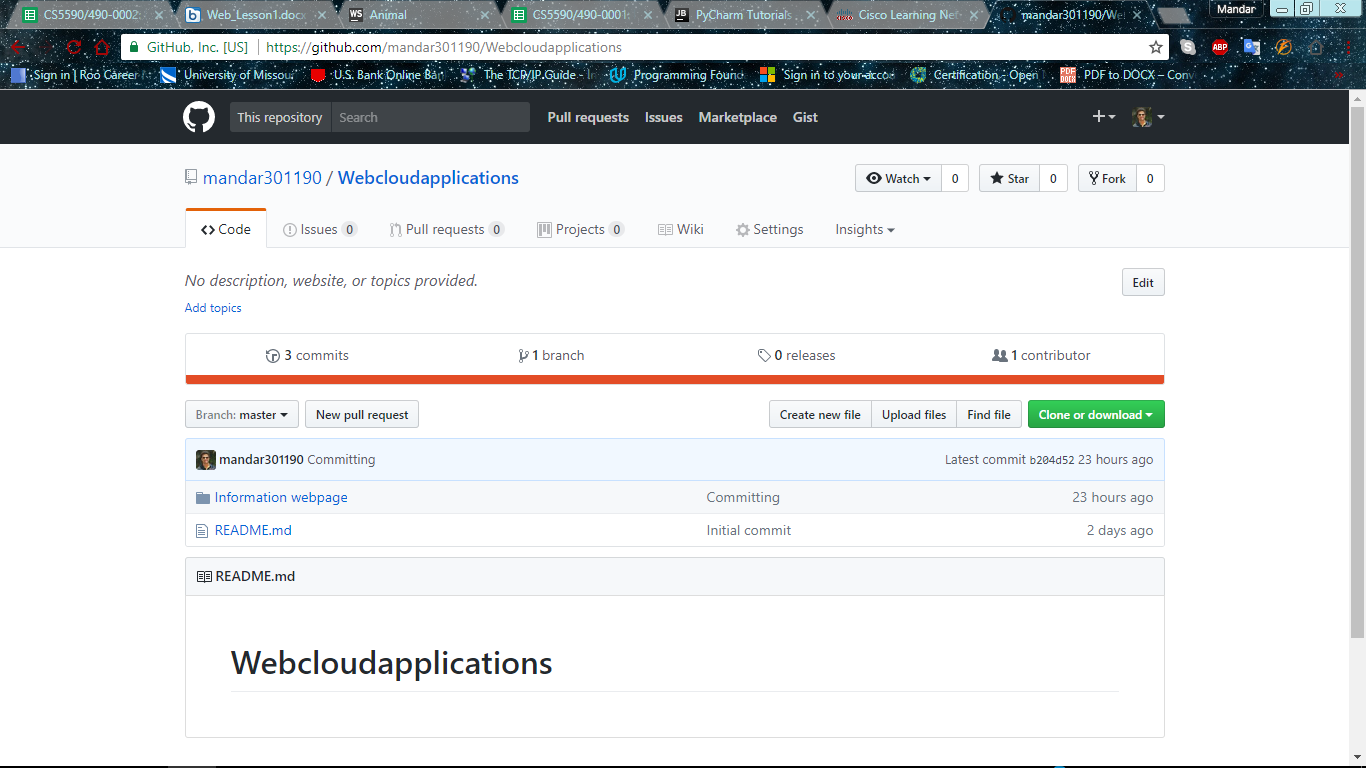 CS5590/490-0002: Web_Lesson1.docx Animal CS5590/490-0001: PyCharm Tutorials Cisco Learning Net mandar301190/We Mandar
GitHub, Inc. [US] https://github.com/mandar301190/Webcloudapplications
Sign in | Roo Career University of Missou U.S. Bank Online Ban The TCP/IP Guide - In Programming Found Sign in to your acco Certification - Open PDF to DOCX – Con
This repository Search Pull requests Issues Marketplace Gist
mandar301190 / Webcloudapplications Watch 0 Star 0 Fork 0
Code Issues 0 Pull requests 0 Projects 0 Wiki Settings Insights
No description, website, or topics provided. Edit
Add topics
3 commits 1 branch 0 releases 1 contributor
Branch: master New pull request Create new file Upload files Find file Clone or download
mandar301190 Committing Latest commit b204d52 23 hours ago
Information webpage Committing 23 hours ago
README.md Initial commit 2 days ago
README.md
Webcloudapplications